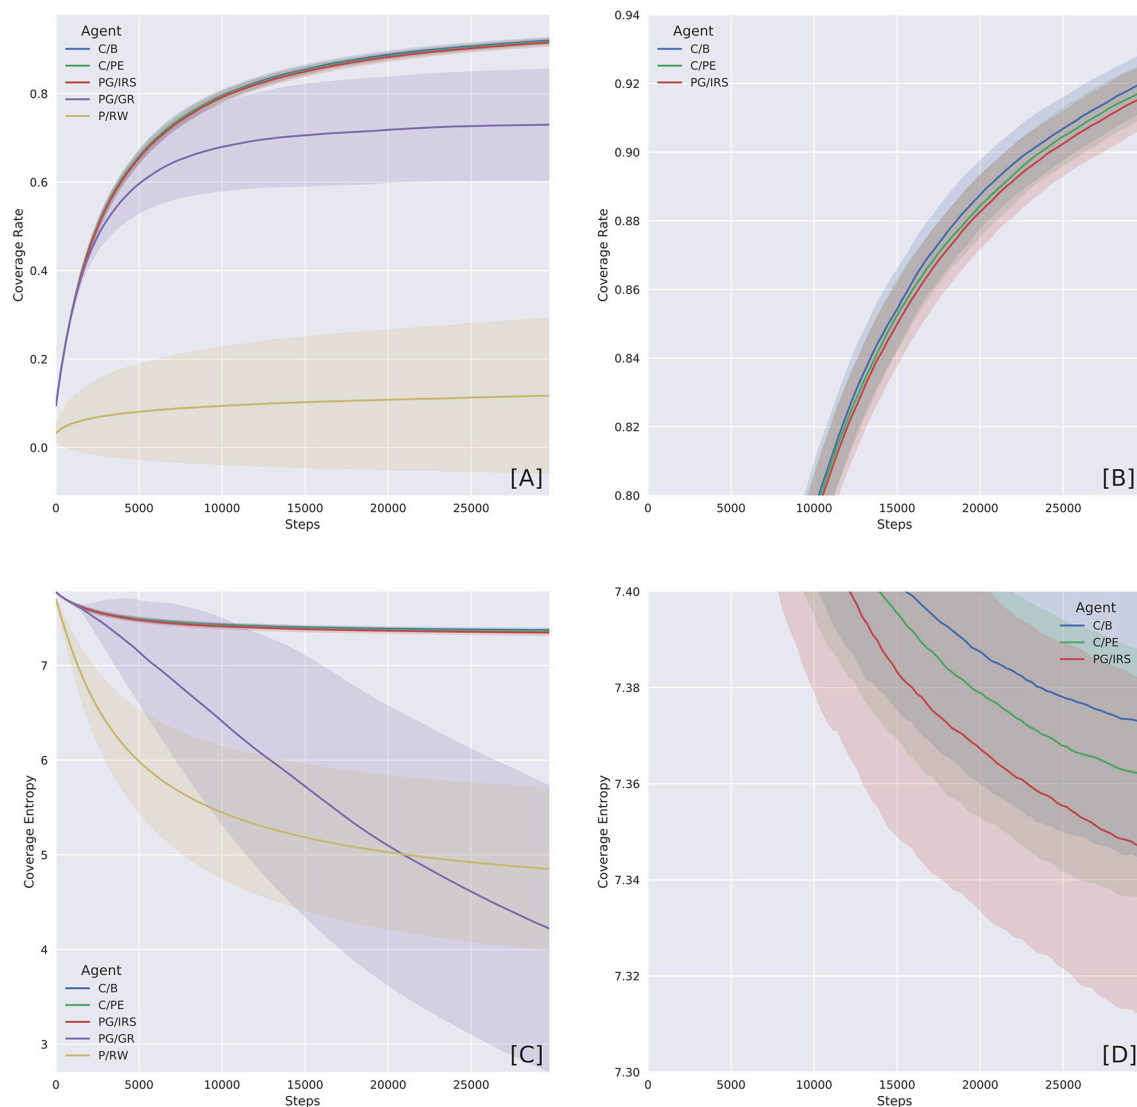 Agent
C/B
C/PE
PG/IRS
PG/GR
P/RW
0.8
0.6
0.4
0.2
0.0
Coverage Rate
0
5000
10000
15000
20000
25000
Steps
[A]
Agent
C/B
C/PE
PG/IRS
0.94
0.92
0.90
0.88
0.86
0.84
0.82
0.80
Coverage Rate
0
5000
10000
15000
20000
25000
Steps
[B]
7
6
5
4
3
Coverage Entropy
Agent
C/B
C/PE
PG/IRS
PG/GR
P/RW
0
5000
10000
15000
20000
25000
Steps
[C]
7.40
7.38
7.36
7.34
7.32
7.30
Coverage Entropy
Agent
C/B
C/PE
PG/IRS
0
5000
10000
15000
20000
25000
Steps
[D]